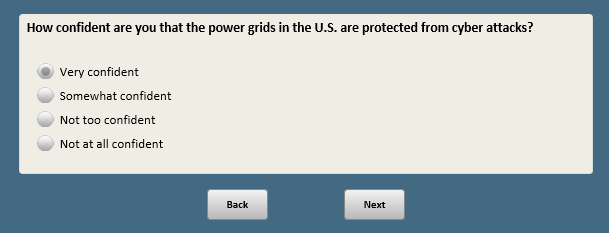 How confident are you that the power grids in the U.S. are protected from cyber attacks?
Very confident
Somewhat confident
Not too confident
Not at all confident
Back
Next